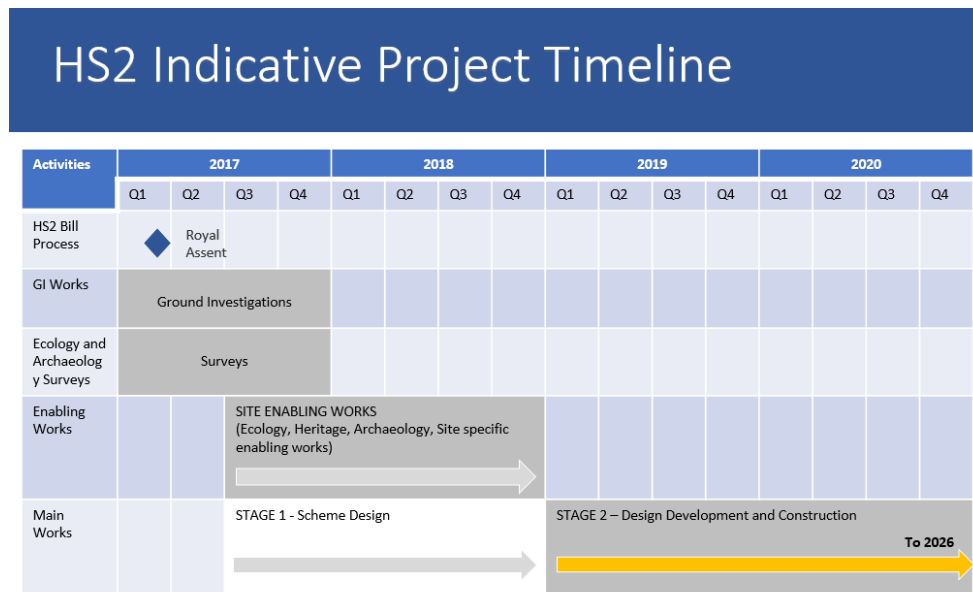 HS2 Indicative Project Timeline
Activities 2017 2018 2019 2020
Q1 Q2 Q3 Q4 Q1 Q2 Q3 Q4 Q1 Q2 Q3 Q4 Q1 Q2 Q3 Q4
HS2 Bill
Process
Royal
Assent
GI Works
Ground Investigations
Ecology and
Archaeolog
y Surveys
Surveys
Enabling
Works
SITE ENABLING WORKS
(Ecology, Heritage, Archaeology, Site specific
enabling works)
Main
Works
STAGE 1 - Scheme Design
STAGE 2 – Design Development and Construction
To 2026